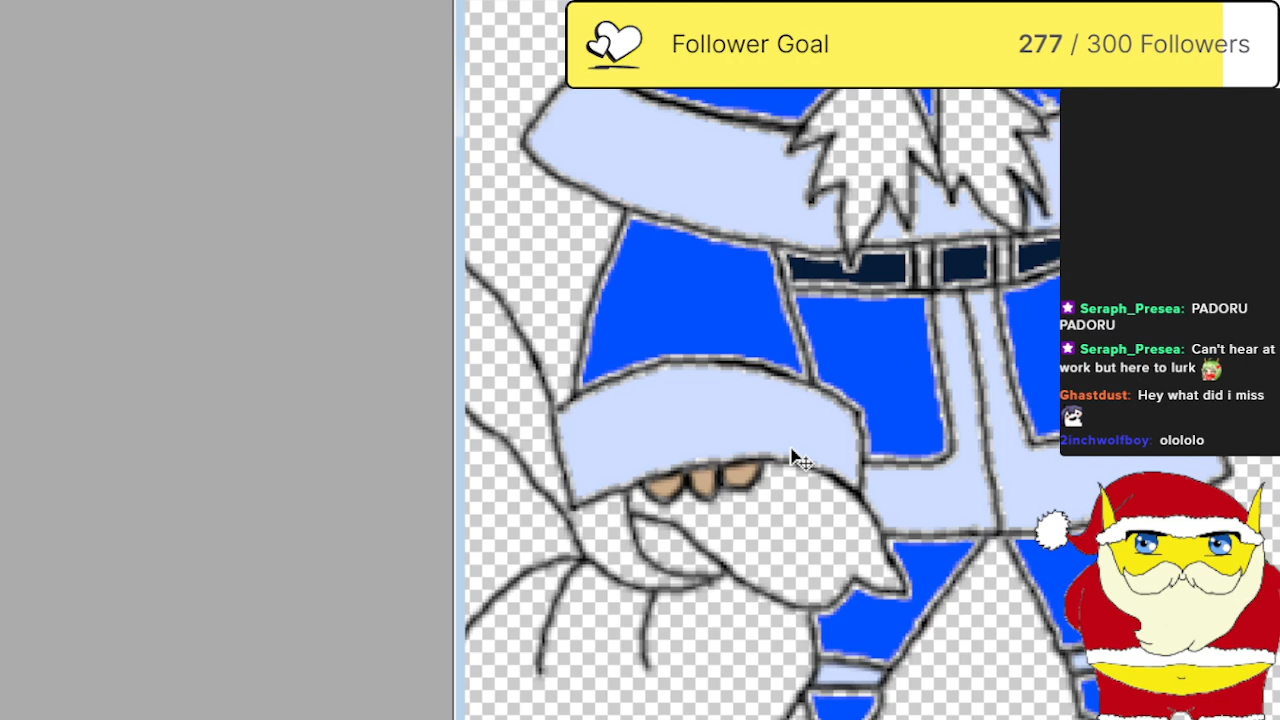 Follower Goal
277 / 300 Followers
Seraph_Presea: PADORU
PADORU
Seraph_Presea: Can't hear at
work but here to lurk
Ghastdust: Hey what did i miss
2inchwolfboy: olololo